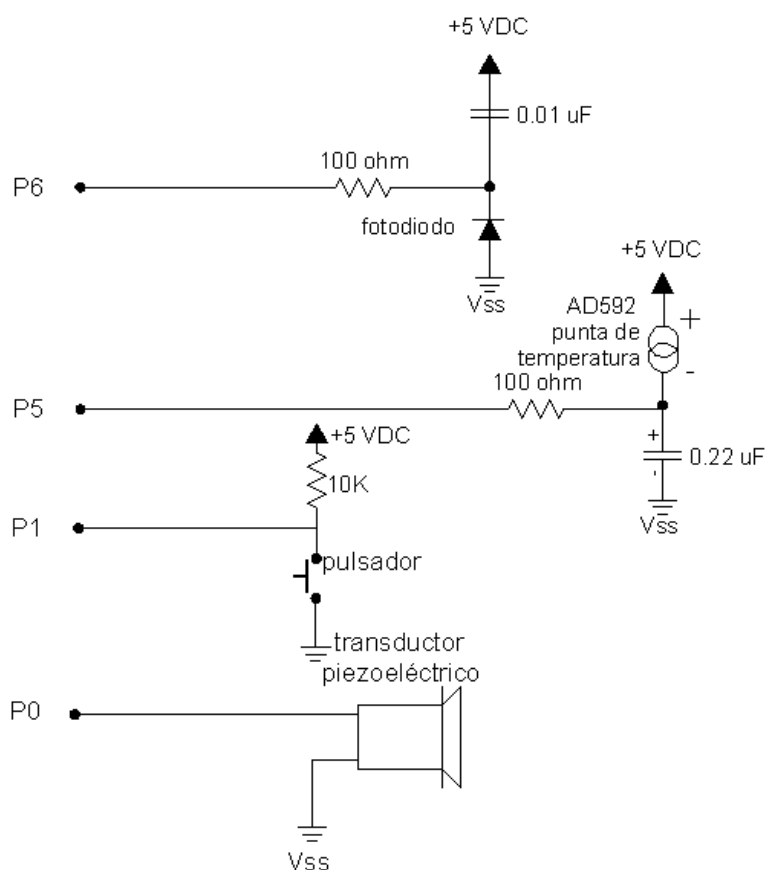 +5 VDC
0.01 uF
100 ohm
P6
fotodiodo
Vss
+5 VDC
AD592
punta de
temperatura
+
-
100 ohm
P5
+5 VDC
+
0.22 uF
-
10K
Vss
P1
pulsador
transductor
piezoeléctrico
P0
Vss